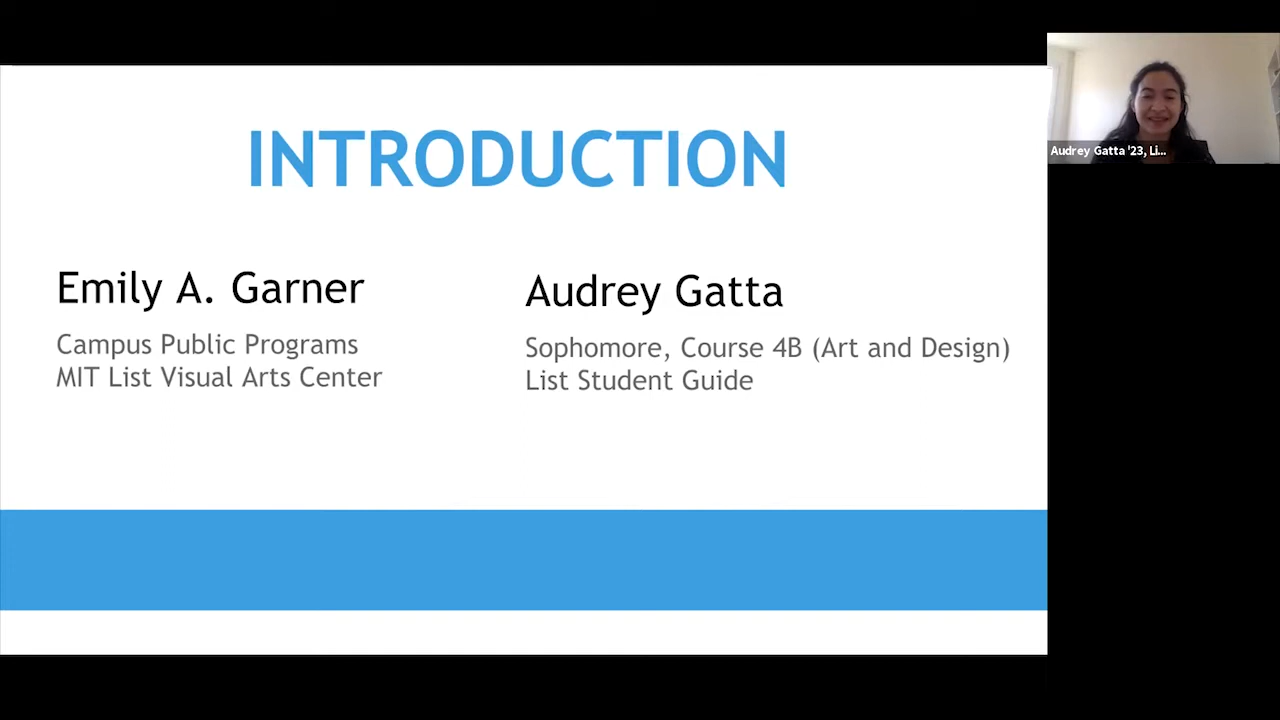 INTRODUCTION
Emily A. Garner
Campus Public Programs
MIT List Visual Arts Center
Audrey Gatta
Sophomore, Course 4B (Art and Design)
List Student Guide
Audrey Gatta '23, Li...